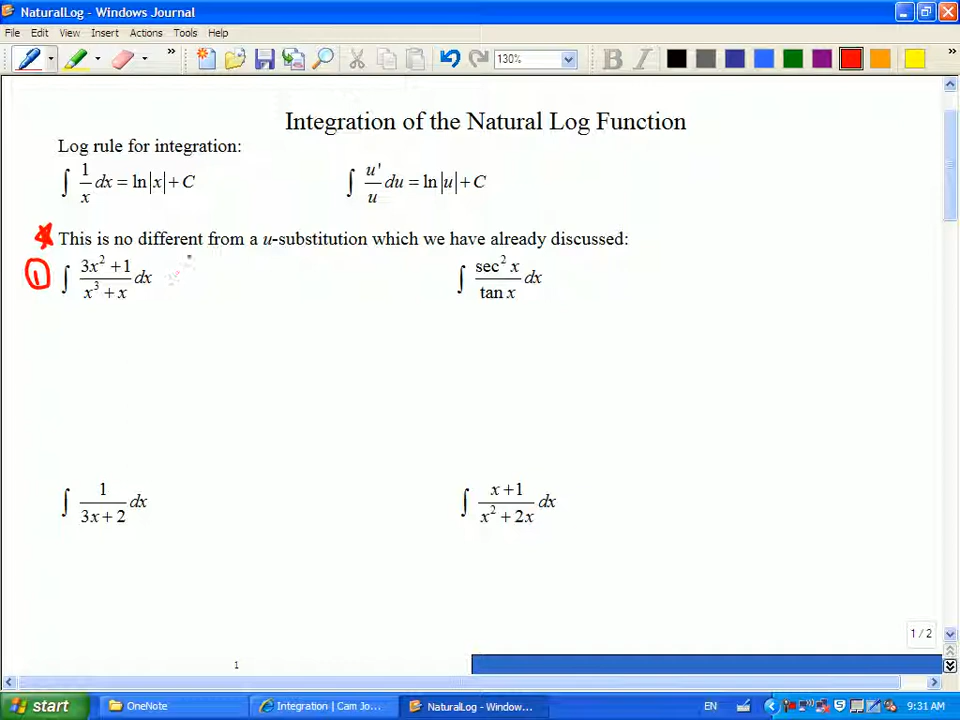 NaturalLog - Windows Journal
File Edit View Insert Actions Tools Help
130%
Integration of the Natural Log Function
Log rule for integration:
∫ 1/x dx = ln|x| + C    ∫ u'/u du = ln|u| + C
This is no different from a u-substitution which we have already discussed:
① ∫ (3x² + 1)/(x³ + x) dx    ∫ sec² x/tan x dx
∫ 1/(3x + 2) dx    ∫ (x + 1)/(x² + 2x) dx
1 / 2
1
start OneNote Integration | Cam Jo... NaturalLog - Window... EN 9:31 AM